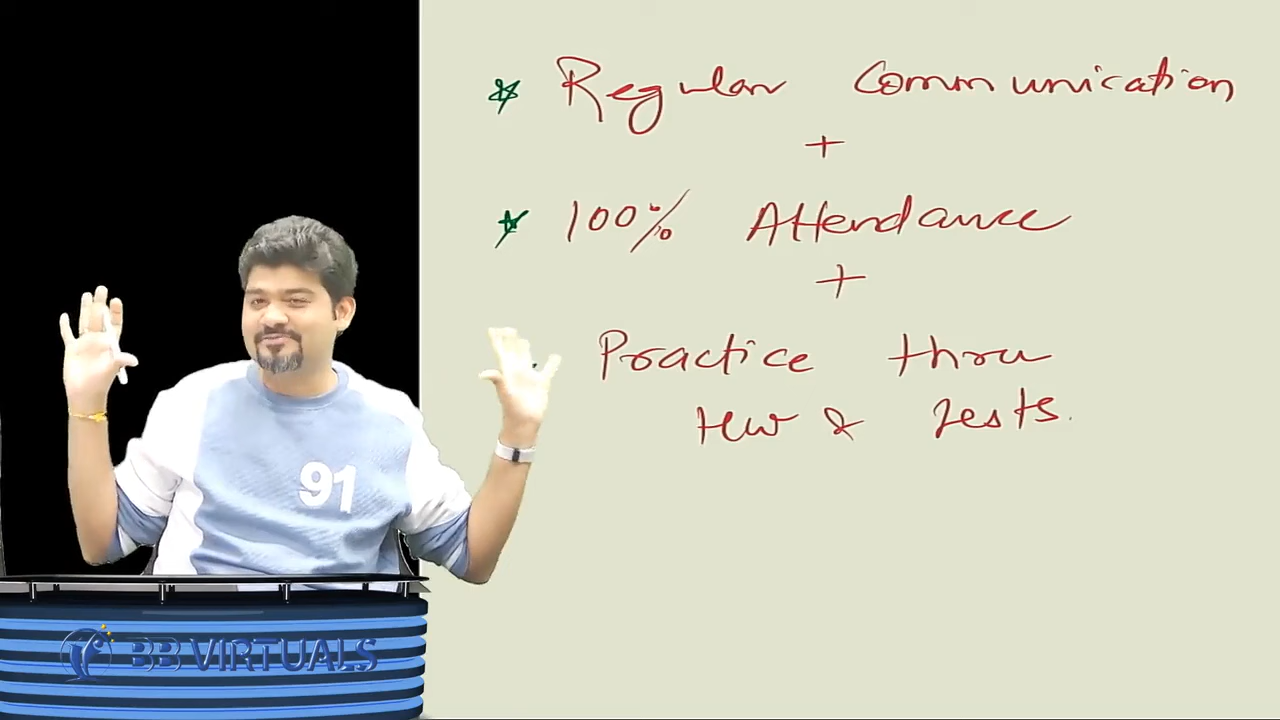 Regular Communication
+
100% Attendance
+
Practice thru
HW & Tests.
91
BB VIRTUALS